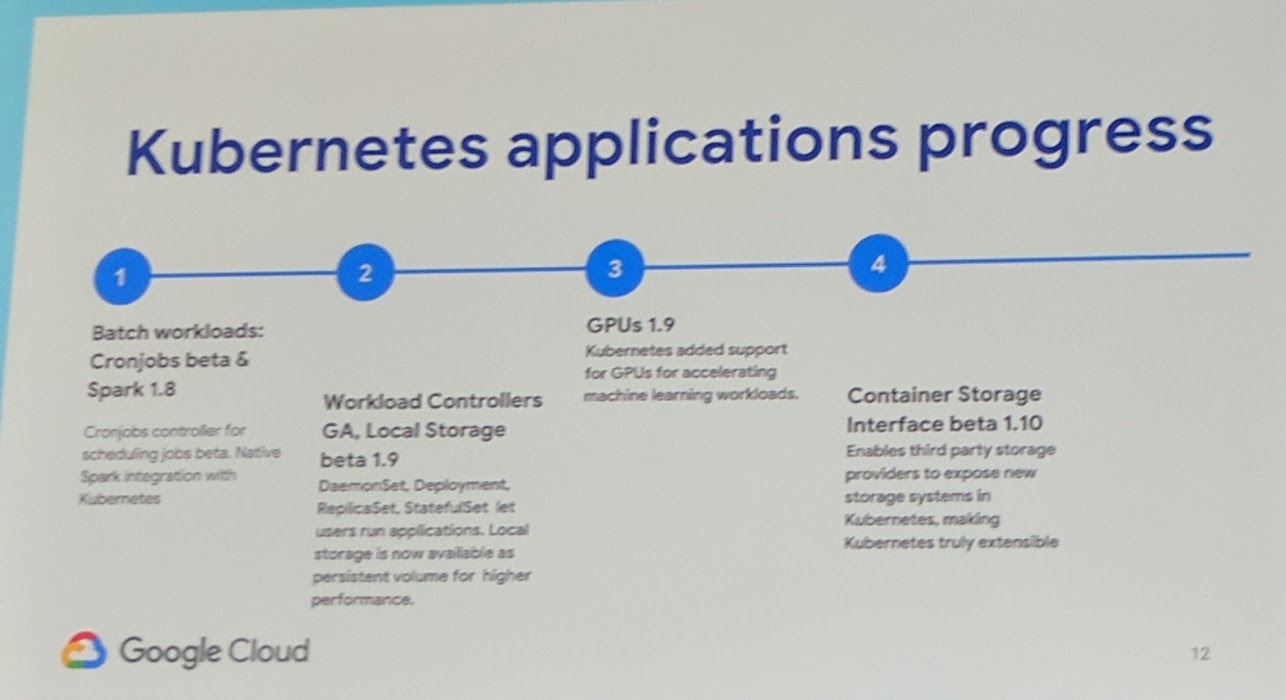 Kubernetes applications progress
1
2
3
4
Batch workloads:
Cronjobs beta &
Spark 1.8
Cronjobs controller for
scheduling jobs beta. Native
Spark integration with
Kubernetes
Workload Controllers
GA, Local Storage
beta 1.9
DaemonSet, Deployment,
ReplicaSet, StatefulSet let
users run applications. Local
storage is now available as
persistent volume for higher
performance.
GPUs 1.9
Kubernetes added support
for GPUs for accelerating
machine learning workloads.
Container Storage
Interface beta 1.10
Enables third party storage
providers to expose new
storage systems in
Kubernetes, making
Kubernetes truly extensible
Google Cloud
12